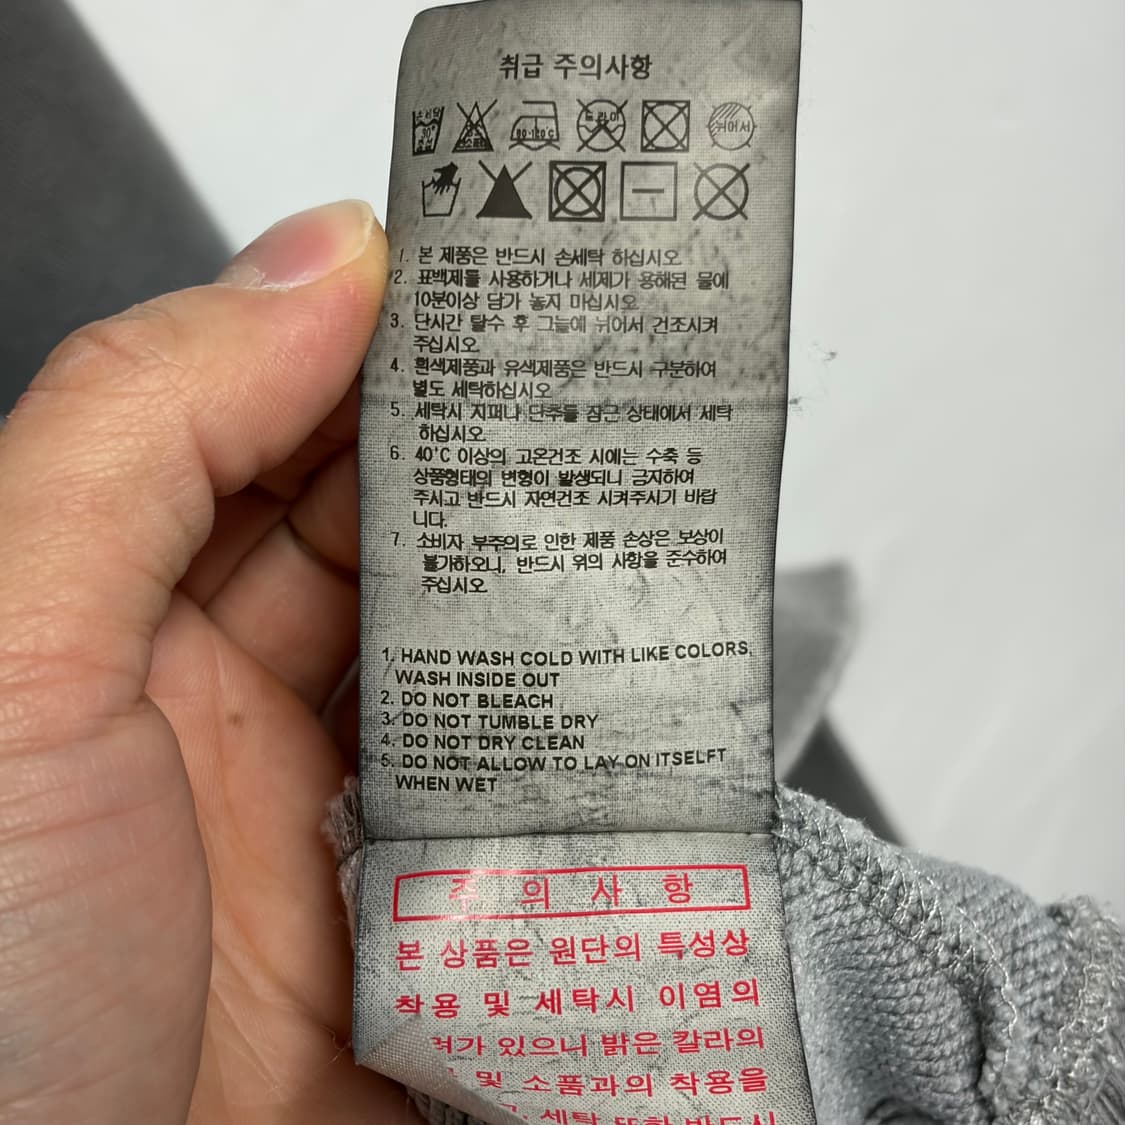 취급 주의사항
80-120°C
드라이
뉘어서
1. 본 제품은 반드시 손세탁 하십시오.
2. 표백제를 사용하거나 세제가 용해된 물에
10분이상 담가 놓지 마십시오
3. 단시간 탈수 후 그늘에 뉘어서 건조시켜
주십시오.
4. 흰색제품과 유색제품은 반드시 구분하여
별도 세탁하십시오
5. 세탁시 지퍼나 단추를 잠근 상태에서 세탁
하십시오.
6. 40°C 이상의 고온건조 시에는 수축 등
상품형태의 변형이 발생되니 금지하여
주시고 반드시 자연건조 시켜주시기 바랍
니다.
7. 소비자 부주의로 인한 제품 손상은 보상이
불가하오니, 반드시 위의 사항을 준수하여
주십시오.
1. HAND WASH COLD WITH LIKE COLORS,
WASH INSIDE OUT
2. DO NOT BLEACH
3. DO NOT TUMBLE DRY
4. DO NOT DRY CLEAN
5. DO NOT ALLOW TO LAY ON ITSELFT
WHEN WET
주 의 사 항
본 상품은 원단의 특성상
착용 및 세탁시 이염의
있으니 밝은 칼라의
및 소품과의 착용을
세탁 또한 반드시